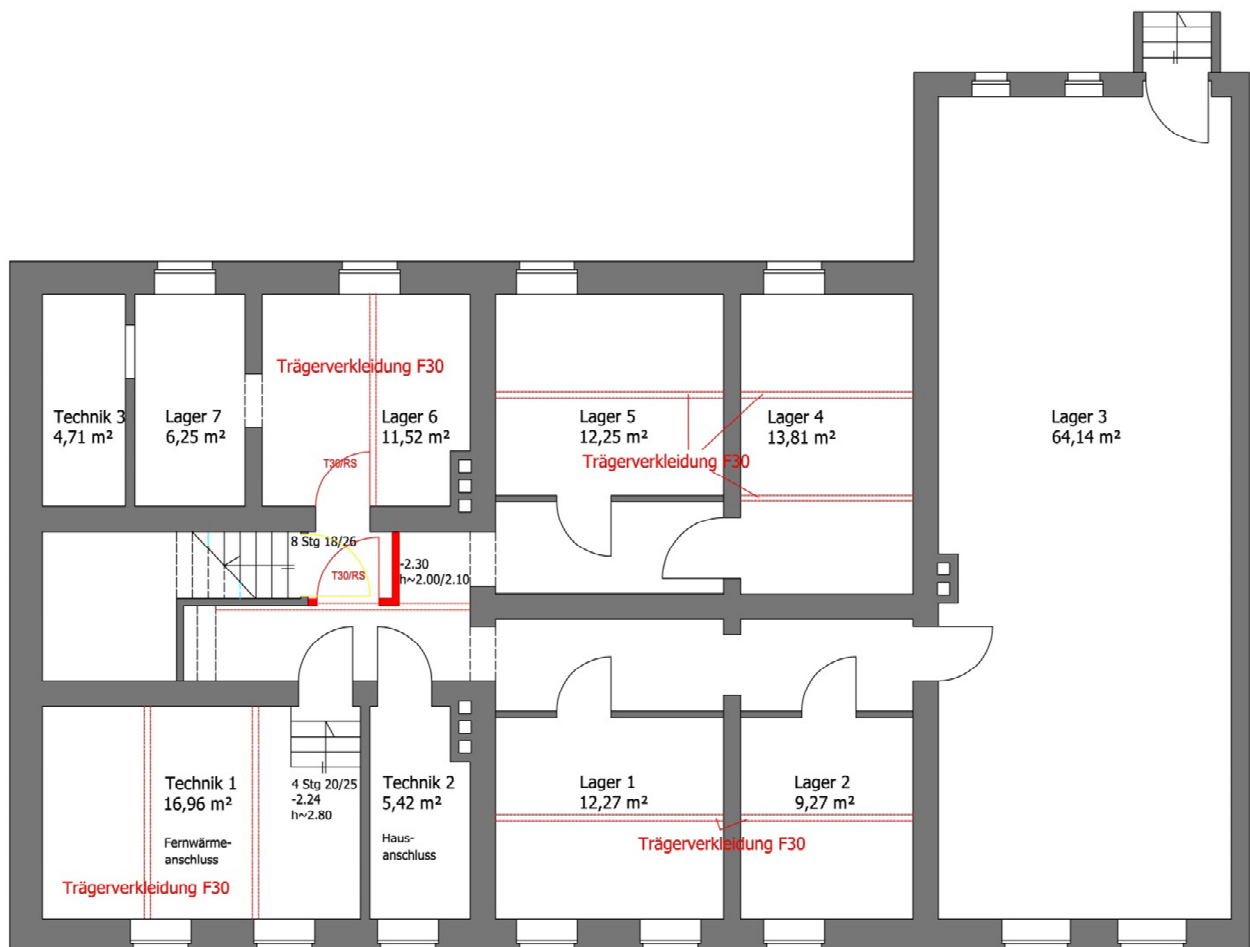 Trägerverkleidung F30
Technik 3
4,71 m²
Lager 7
6,25 m²
Lager 6
11,52 m²
T30/RS
Lager 5
12,25 m²
Lager 4
13,81 m²
Trägerverkleidung F30
Lager 3
64,14 m²
8 Stg 18/26
T30/RS
-2.30
h~2.00/2.10
Technik 1
16,96 m²
Fernwärme-
anschluss
4 Stg 20/25
-2.24
h~2.80
Trägerverkleidung F30
Technik 2
5,42 m²
Haus-
anschluss
Lager 1
12,27 m²
Lager 2
9,27 m²
Trägerverkleidung F30